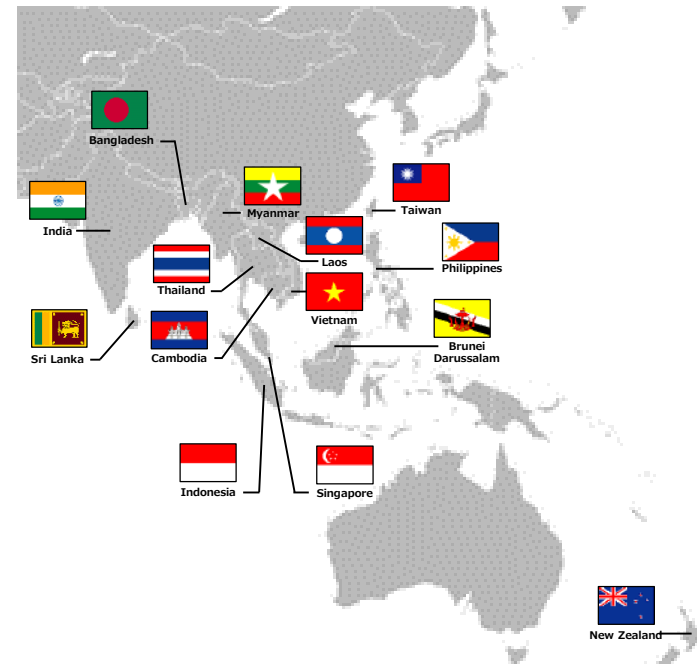 Bangladesh
Myanmar
Taiwan
India
Laos
Philippines
Thailand
Vietnam
Sri Lanka
Cambodia
Brunei
Darussalam
Indonesia
Singapore
New Zealand